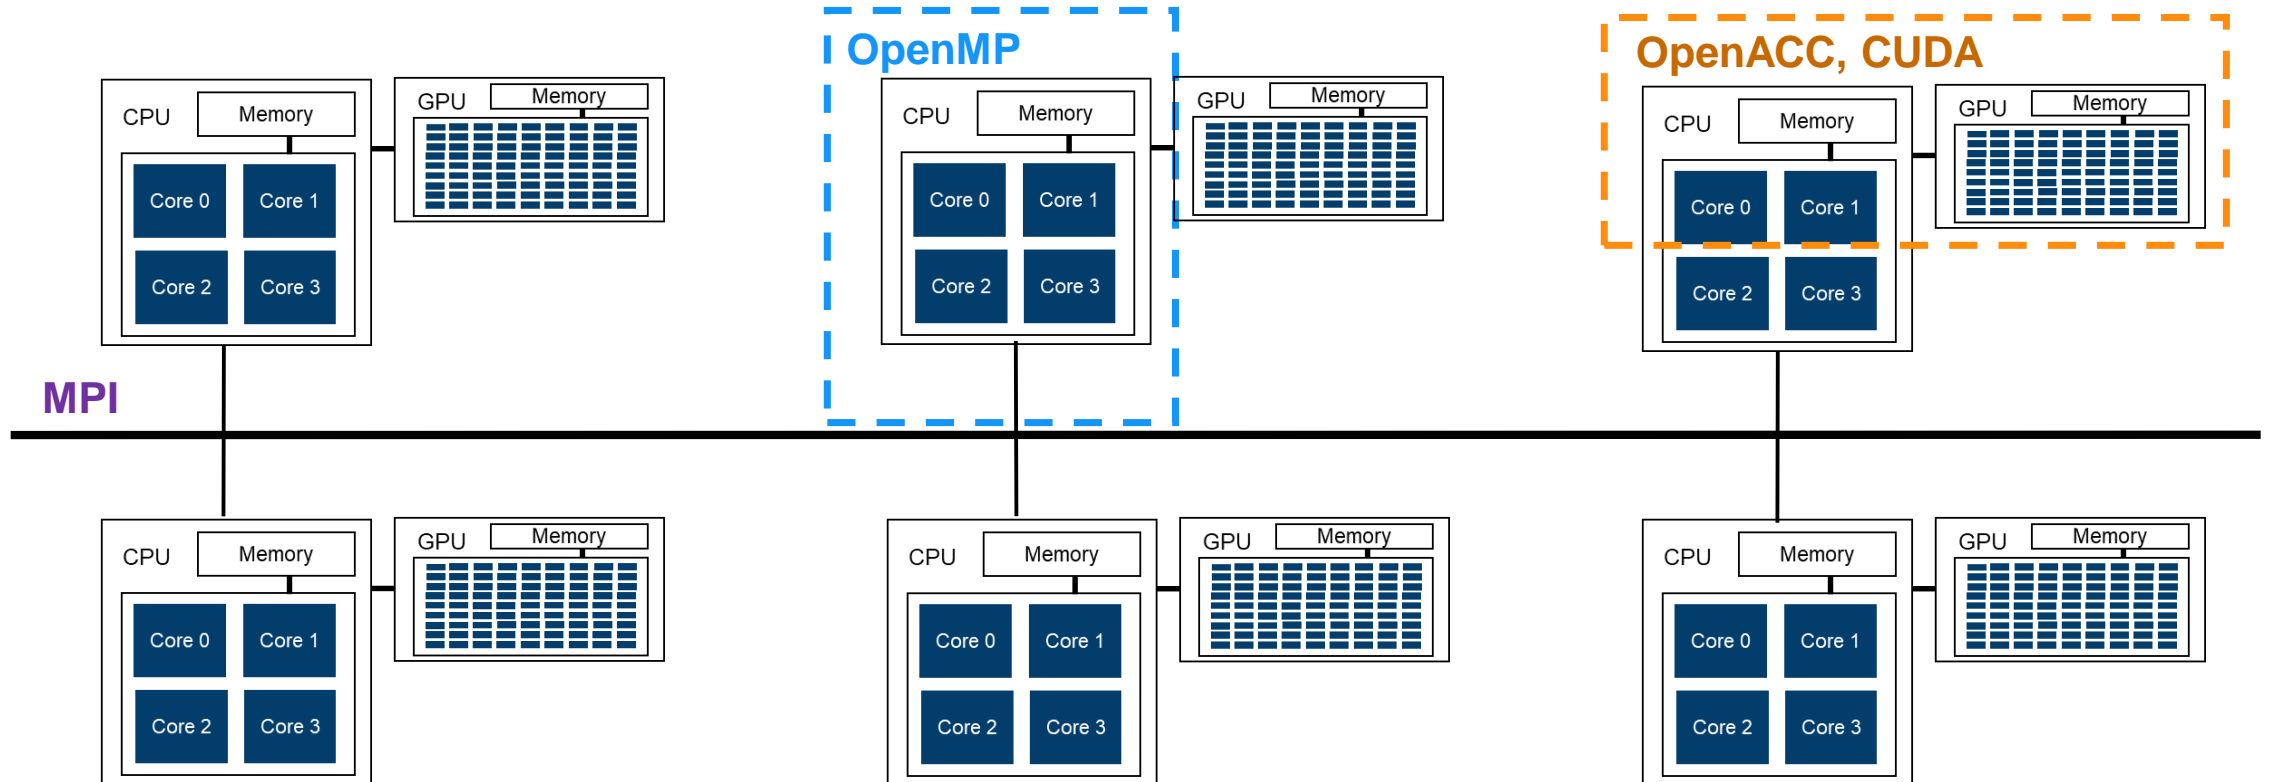 OpenMP
OpenACC, CUDA
CPU
Memory
GPU
Memory
Core 0
Core 1
Core 2
Core 3
CPU
Memory
GPU
Memory
Core 0
Core 1
Core 2
Core 3
CPU
Memory
GPU
Memory
Core 0
Core 1
Core 2
Core 3
MPI
CPU
Memory
GPU
Memory
Core 0
Core 1
Core 2
Core 3
CPU
Memory
GPU
Memory
Core 0
Core 1
Core 2
Core 3
CPU
Memory
GPU
Memory
Core 0
Core 1
Core 2
Core 3